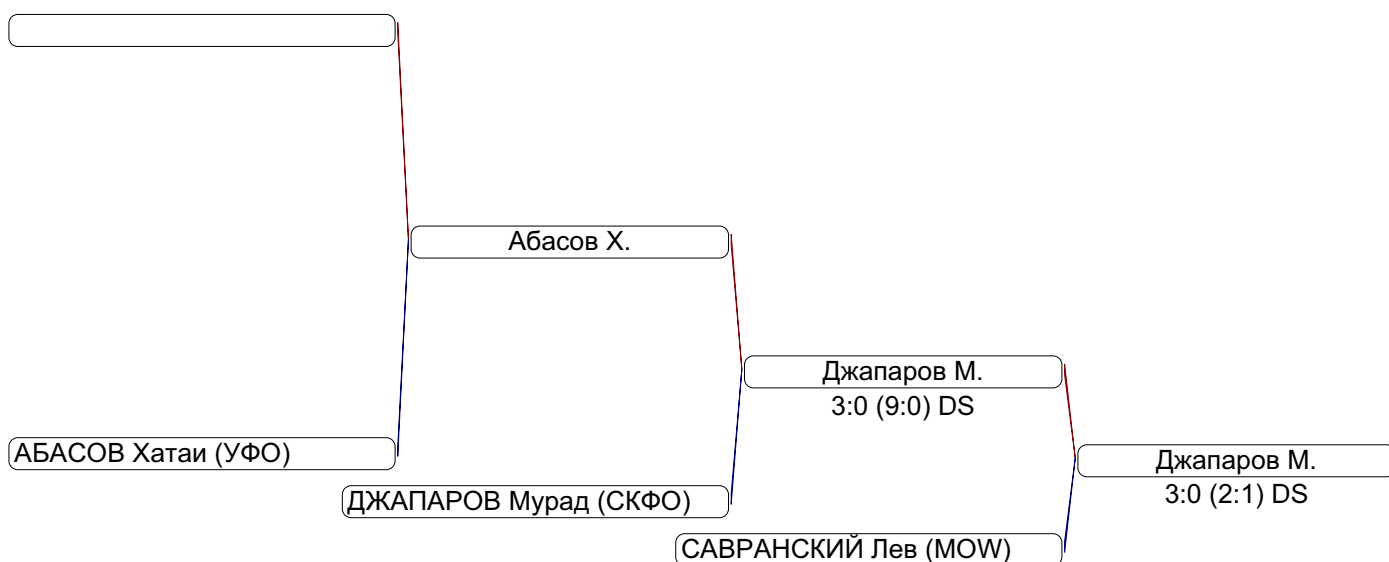 Абасов Х.
Джапаров М.
3:0 (9:0) DS
АБАСОВ Хатаи (УФО)
Джапаров М.
3:0 (2:1) DS
ДЖАПАРОВ Мурад (СКФО)
САВРАНСКИЙ Лев (MOW)